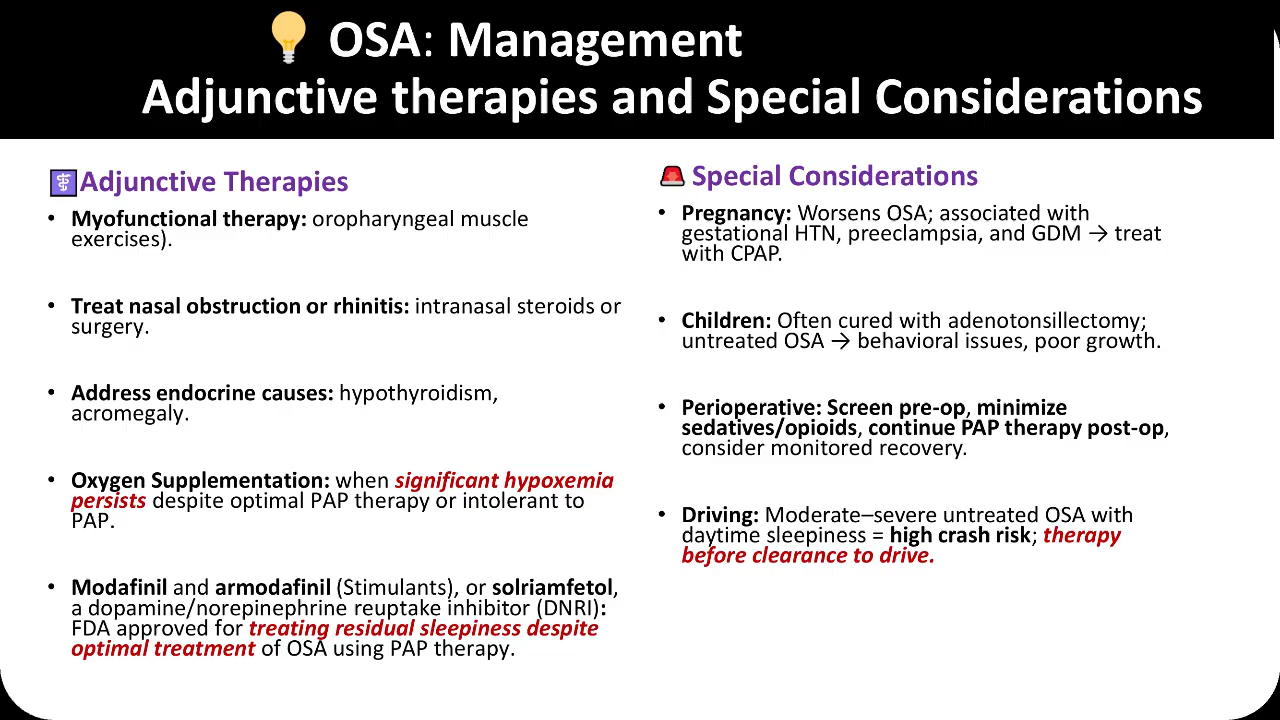 OSA: Management
Adjunctive therapies and Special Considerations
Adjunctive Therapies
• Myofunctional therapy: oropharyngeal muscle
exercises).
• Treat nasal obstruction or rhinitis: intranasal steroids or
surgery.
• Address endocrine causes: hypothyroidism,
acromegaly.
• Oxygen Supplementation: when significant hypoxemia
persists despite optimal PAP therapy or intolerant to
PAP.
• Modafinil and armodafinil (Stimulants), or solriamfetol,
a dopamine/norepinephrine reuptake inhibitor (DNRI):
FDA approved for treating residual sleepiness despite
optimal treatment of OSA using PAP therapy.
Special Considerations
• Pregnancy: Worsens OSA; associated with
gestational HTN, preeclampsia, and GDM → treat
with CPAP.
• Children: Often cured with adenotonsillectomy;
untreated OSA → behavioral issues, poor growth.
• Perioperative: Screen pre-op, minimize
sedatives/opioids, continue PAP therapy post-op,
consider monitored recovery.
• Driving: Moderate–severe untreated OSA with
daytime sleepiness = high crash risk; therapy
before clearance to drive.